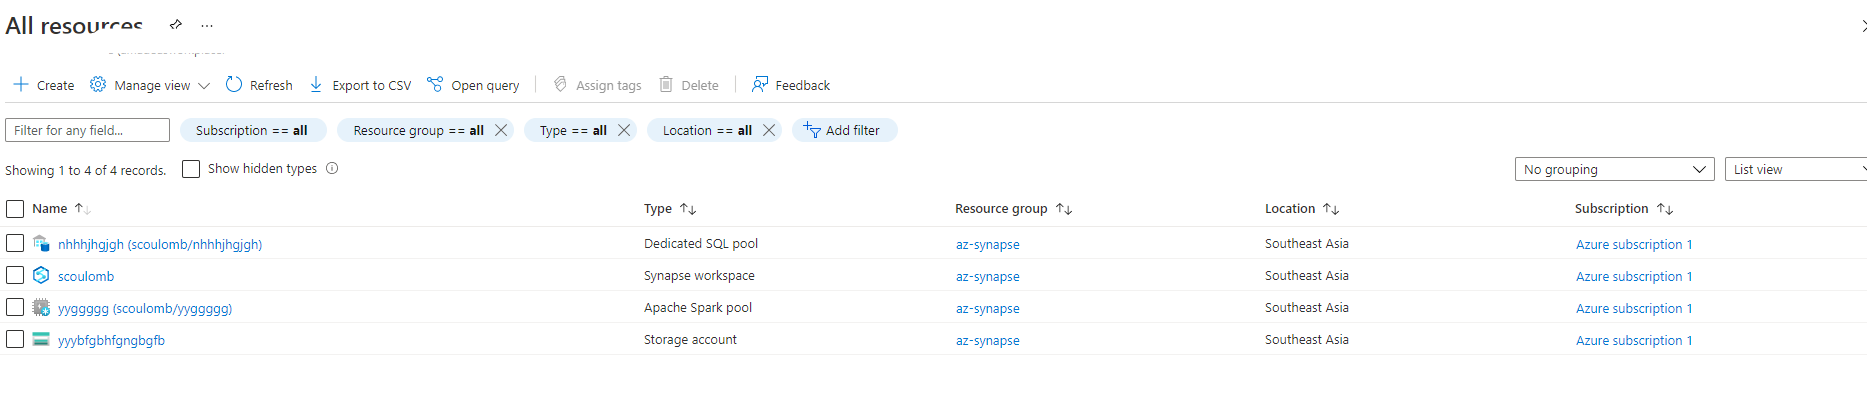 All resources
+ Create Manage view Refresh Export to CSV Open query Assign tags Delete Feedback
Filter for any field... Subscription == all Resource group == all Type == all Location == all Add filter
Showing 1 to 4 of 4 records. Show hidden types No grouping List view
Name Type Resource group Location Subscription
nhhhjhgjgh (scoulomb/nhhhjhgjgh) Dedicated SQL pool az-synapse Southeast Asia Azure subscription 1
scoulomb Synapse workspace az-synapse Southeast Asia Azure subscription 1
yyggggg (scoulomb/yyggggg) Apache Spark pool az-synapse Southeast Asia Azure subscription 1
yyybfgbhfgngbgfb Storage account az-synapse Southeast Asia Azure subscription 1